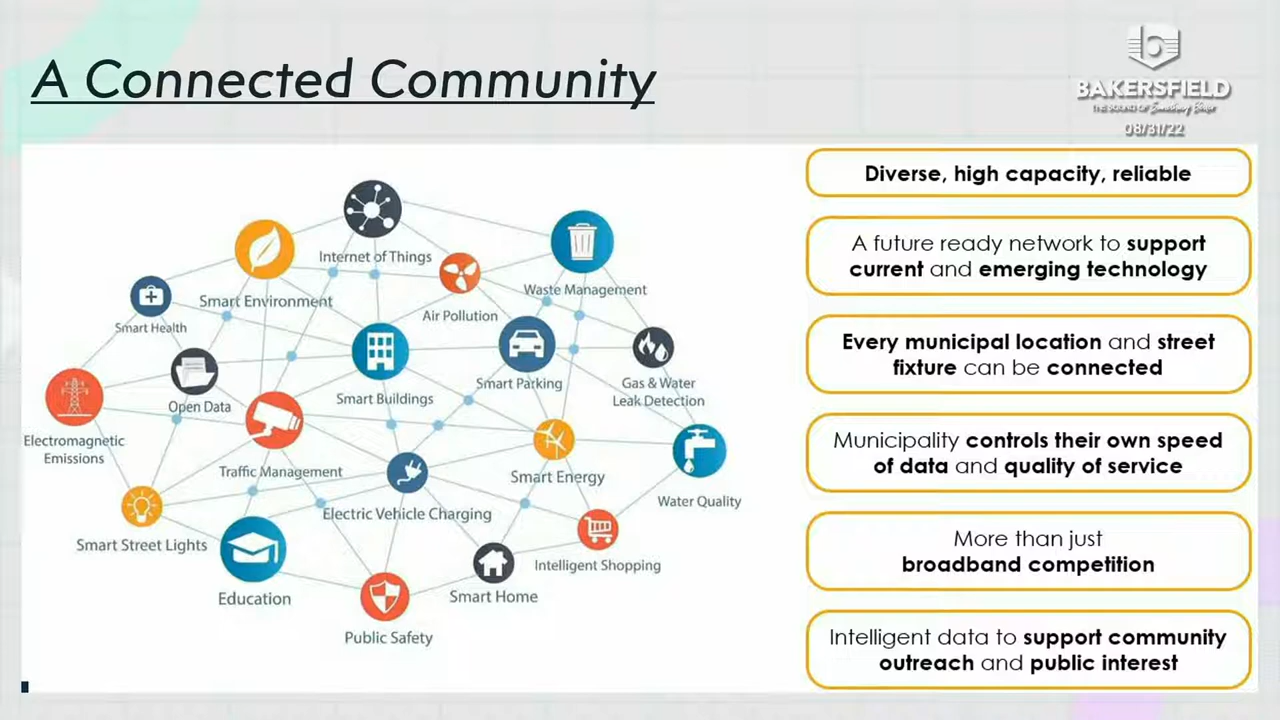 A Connected Community
BAKERSFIELD
THE SOUND OF Something Better
08/31/22
Internet of Things
Smart Environment
Air Pollution
Waste Management
Smart Health
Open Data
Smart Buildings
Smart Parking
Gas & Water
Leak Detection
Electromagnetic
Emissions
Traffic Management
Smart Energy
Water Quality
Electric Vehicle Charging
Smart Street Lights
Intelligent Shopping
Education
Smart Home
Public Safety
Diverse, high capacity, reliable
A future ready network to support
current and emerging technology
Every municipal location and street
fixture can be connected
Municipality controls their own speed
of data and quality of service
More than just
broadband competition
Intelligent data to support community
outreach and public interest